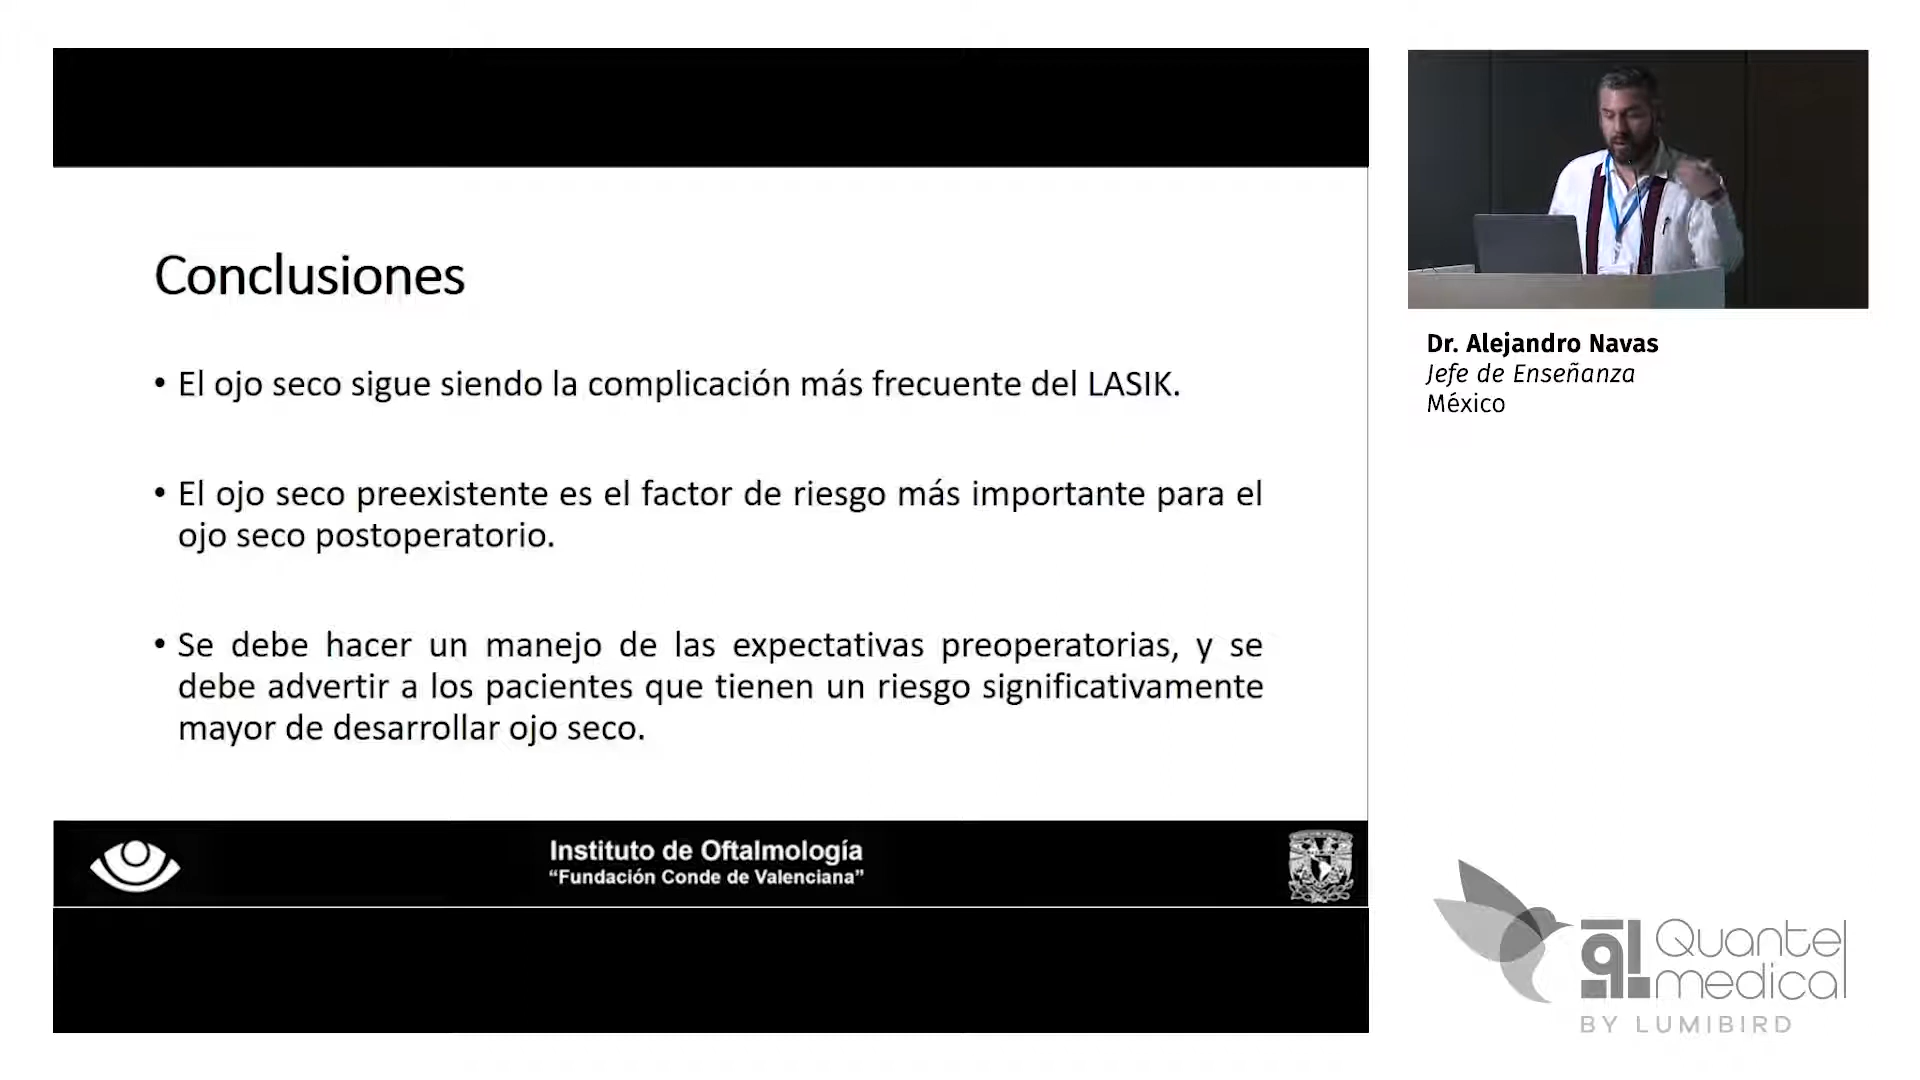 Conclusiones
• El ojo seco sigue siendo la complicación más frecuente del LASIK.
• El ojo seco preexistente es el factor de riesgo más importante para el
ojo seco postoperatorio.
• Se debe hacer un manejo de las expectativas preoperatorias, y se
debe advertir a los pacientes que tienen un riesgo significativamente
mayor de desarrollar ojo seco.
Instituto de Oftalmología
“Fundación Conde de Valenciana”
Dr. Alejandro Navas
Jefe de Enseñanza
México
Quantel
medical
BY LUMIBIRD